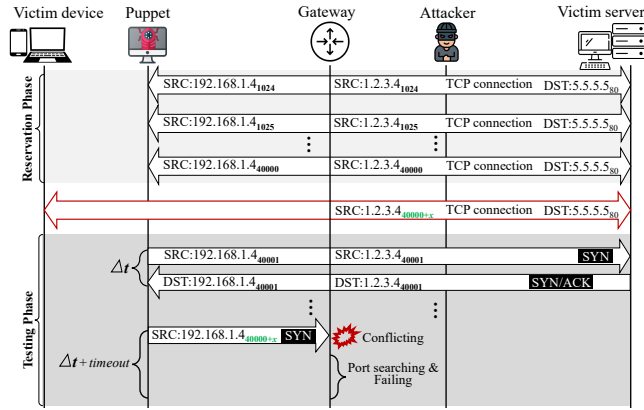 Victim device Puppet Gateway Attacker Victim server
Reservation Phase
SRC:192.168.1.4₁₀₂₄ SRC:1.2.3.4₁₀₂₄ TCP connection DST:5.5.5.5₈₀
SRC:192.168.1.4₁₀₂₅ SRC:1.2.3.4₁₀₂₅ TCP connection DST:5.5.5.5₈₀
SRC:192.168.1.4₄₀₀₀₀ SRC:1.2.3.4₄₀₀₀₀ TCP connection DST:5.5.5.5₈₀
SRC:1.2.3.4₄₀₀₀₀₊ₓ TCP connection DST:5.5.5.5₈₀
Testing Phase
SRC:192.168.1.4₄₀₀₀₁ SRC:1.2.3.4₄₀₀₀₁ SYN
Δt
DST:192.168.1.4₄₀₀₀₁ DST:1.2.3.4₄₀₀₀₁ SYN/ACK
SRC:192.168.1.4₄₀₀₀₀₊ₓ SYN Conflicting
Δt + timeout
Port searching &
Failing